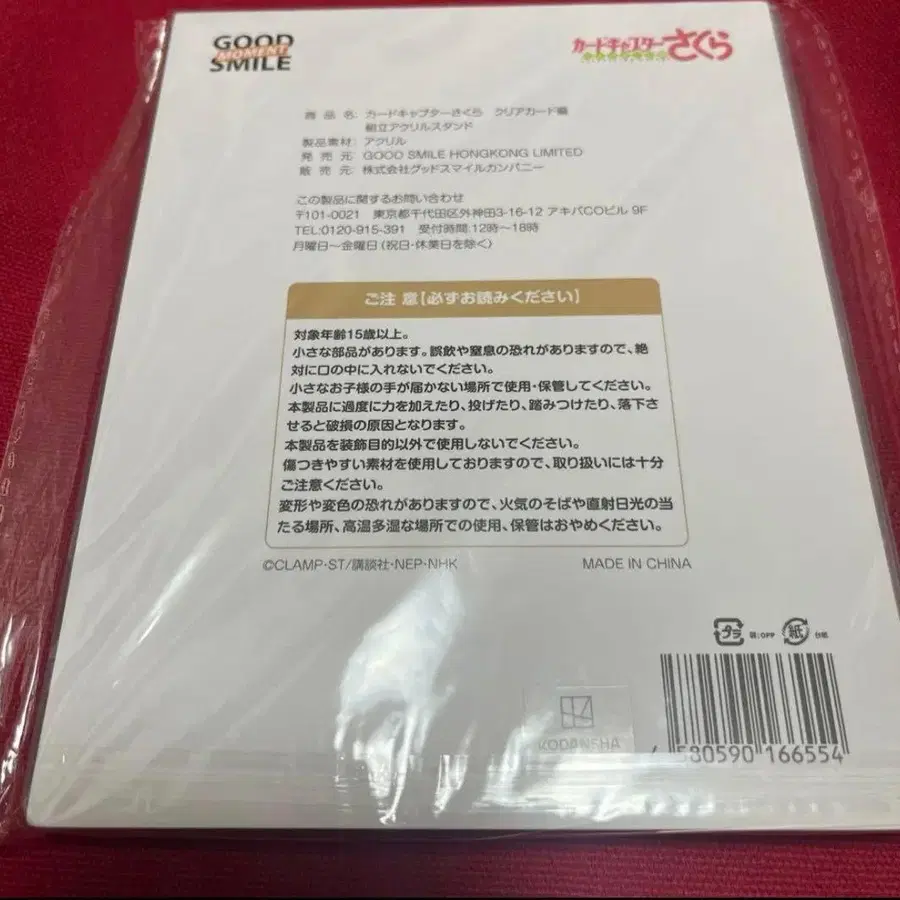 GOOD
MOMENT
SMILE
カードキャプターさくら
商品名: カードキャプターさくら クリアカード編
組立アクリルスタンド
製品素材: アクリル
発売元: GOOD SMILE HONGKONG LIMITED
販売元: 株式会社グッドスマイルカンパニー
この製品に関するお問い合わせ
〒101-0021 東京都千代田区外神田3-16-12 アキバCOビル 9F
TEL:0120-915-391 受付時間:12時〜18時
月曜日〜金曜日 (祝日・休業日を除く)
ご注意【必ずお読みください】
対象年齢15歳以上。
小さな部品があります。誤飲や窒息の恐れがありますので、絶
対に口の中に入れないでください。
小さなお子様の手が届かない場所で使用・保管してください。
本製品に過度に力を加えたり、投げたり、踏みつけたり、落下さ
せると破損の原因となります。
本製品を装飾目的以外で使用しないでください。
傷つきやすい素材を使用しておりますので、取り扱いには十分
ご注意ください。
変形や変色の恐れがありますので、火気のそばや直射日光の当
たる場所、高温多湿な場所での使用、保管はおやめください。
©CLAMP・ST/講談社・NEP・NHK MADE IN CHINA
プラ 袋:OPP 紙 台紙
KODANSHA
4 580590 166554